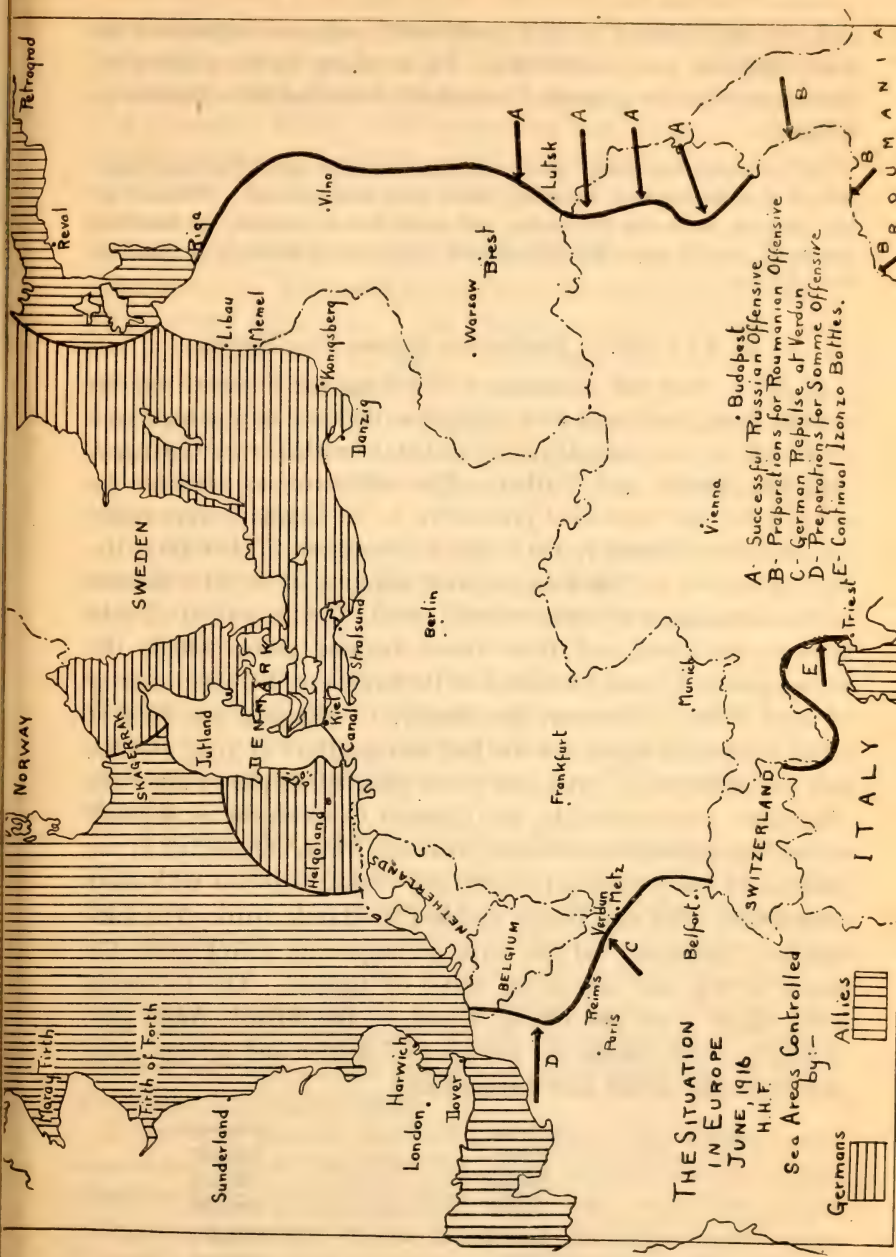 NORWAY
SKAGERRAK
SWEDEN
Petrograd
Reval
Riga
Moray Firth
Firth of Forth
Sunderland
Harwich
London
Dover
Jutland
DENMARK
Helgoland
Kiel
Canal
Stralsund
Libau
Memel
Konigsberg
Danzig
Vilna
Berlin
Warsaw
Brest
Lutsk
A
A
A
A
NETHERLANDS
BELGIUM
D
Reims
Paris
Verdun
Metz
C
Frankfurt
Belfort
Munich
Vienna
Budapest
B
B
B
ROUMANIA
SWITZERLAND
ITALY
E
Triest
THE SITUATION
IN EUROPE
JUNE, 1916
H.H.F.
Sea Areas Controlled
by:-
Germans
Allies
A- Successful Russian Offensive
B- Preparations for Roumanian Offensive
C- German Repulse at Verdun
D- Preparations for Somme Offensive
E- Continual Izonzo Battles.